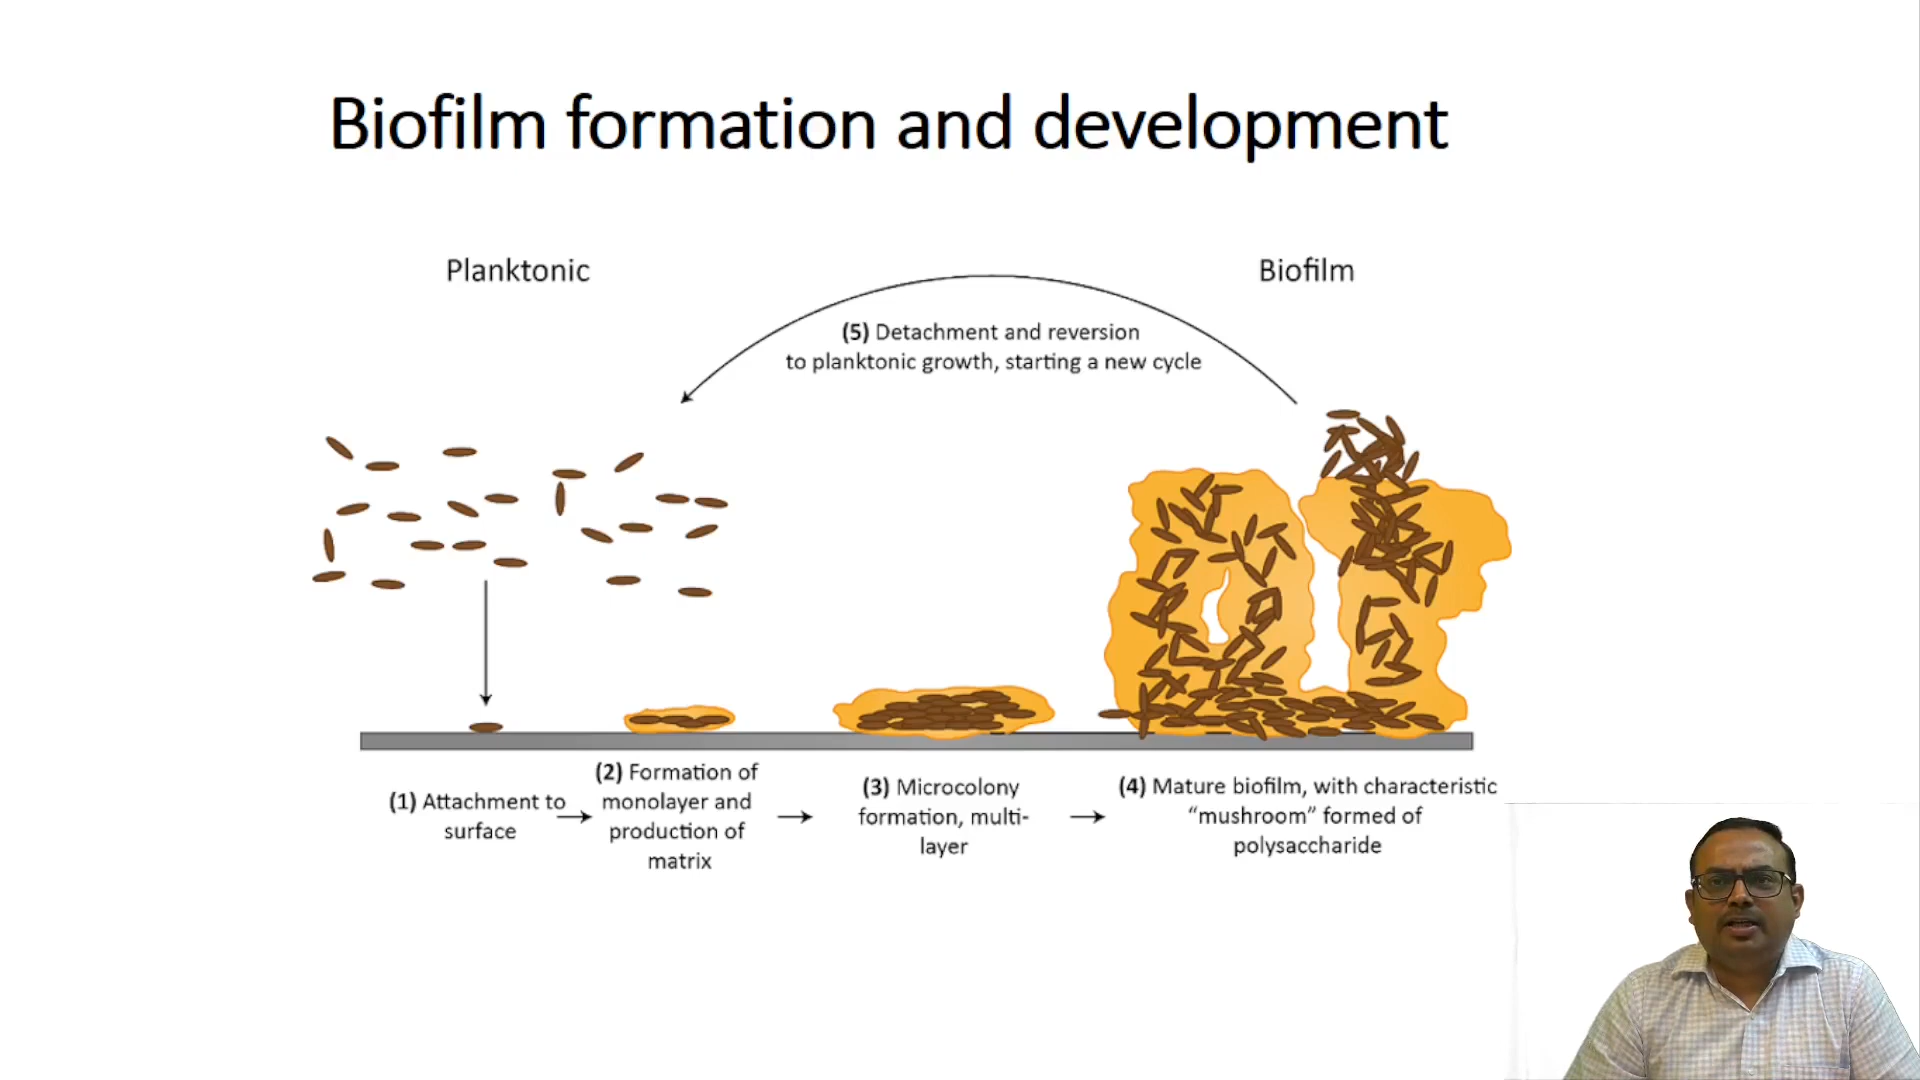 Biofilm formation and development
Planktonic
Biofilm
(5) Detachment and reversion
to planktonic growth, starting a new cycle
(1) Attachment to
surface
(2) Formation of
monolayer and
production of
matrix
(3) Microcolony
formation, multi-
layer
(4) Mature biofilm, with characteristic
“mushroom” formed of
polysaccharide